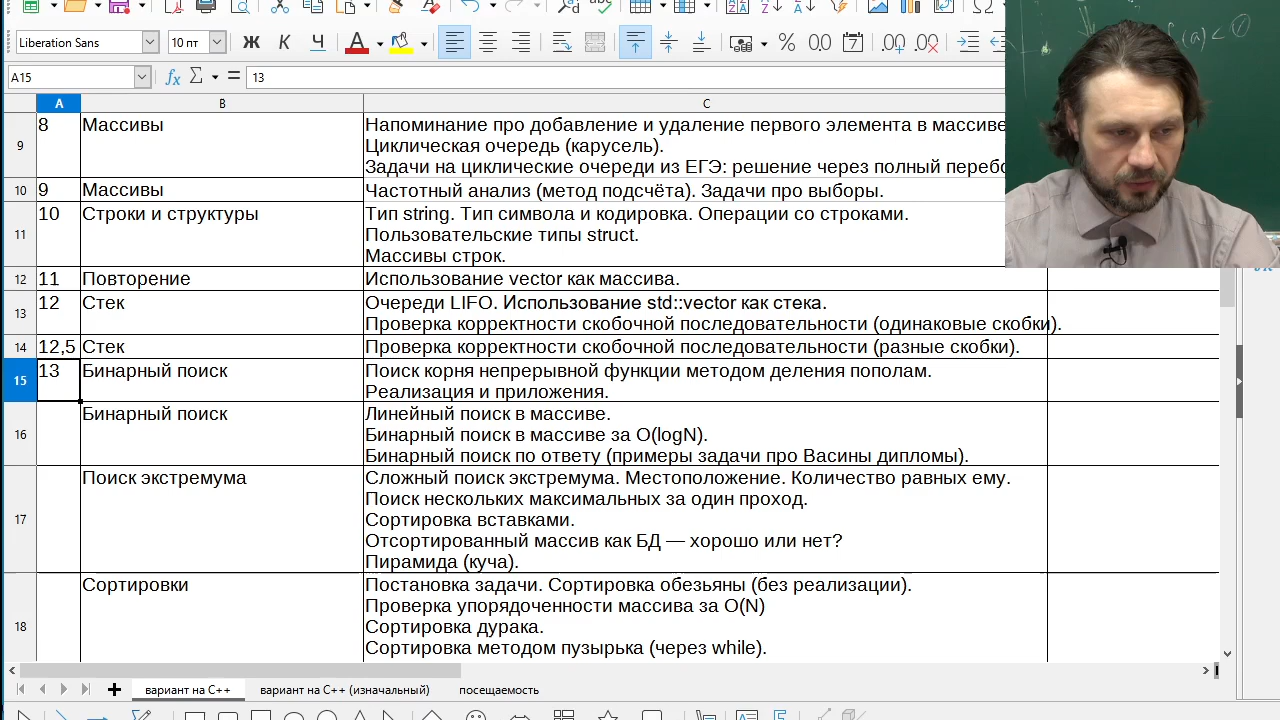 Liberation Sans 10 пт Ж К Ч А % 0.0 7
A15 fx Σ = 13
A B C
9 8 Массивы Напоминание про добавление и удаление первого элемента в массиве
Циклическая очередь (карусель).
Задачи на циклические очереди из ЕГЭ: решение через полный
10 9 Массивы Частотный анализ (метод подсчёта). Задачи про выборы.
11 10 Строки и структуры Тип string. Тип символа и кодировка. Операции со строками.
Пользовательские типы struct.
Массивы строк.
12 11 Повторение Использование vector как массива.
13 12 Стек Очереди LIFO. Использование std::vector как стека.
Проверка корректности скобочной последовательности (одинаковые скобки).
14 12,5 Стек Проверка корректности скобочной последовательности (разные скобки).
15 13 Бинарный поиск Поиск корня непрерывной функции методом деления пополам.
Реализация и приложения.
16 Бинарный поиск Линейный поиск в массиве.
Бинарный поиск в массиве за O(logN).
Бинарный поиск по ответу (примеры задачи про Васины дипломы).
17 Поиск экстремума Сложный поиск экстремума. Местоположение. Количество равных ему.
Поиск нескольких максимальных за один проход.
Сортировка вставками.
Отсортированный массив как БД — хорошо или нет?
Пирамида (куча).
18 Сортировки Постановка задачи. Сортировка обезьяны (без реализации).
Проверка упорядоченности массива за O(N)
Сортировка дурака.
Сортировка методом пузырька (через while).
вариант на C++ вариант на C++ (изначальный) посещаемость